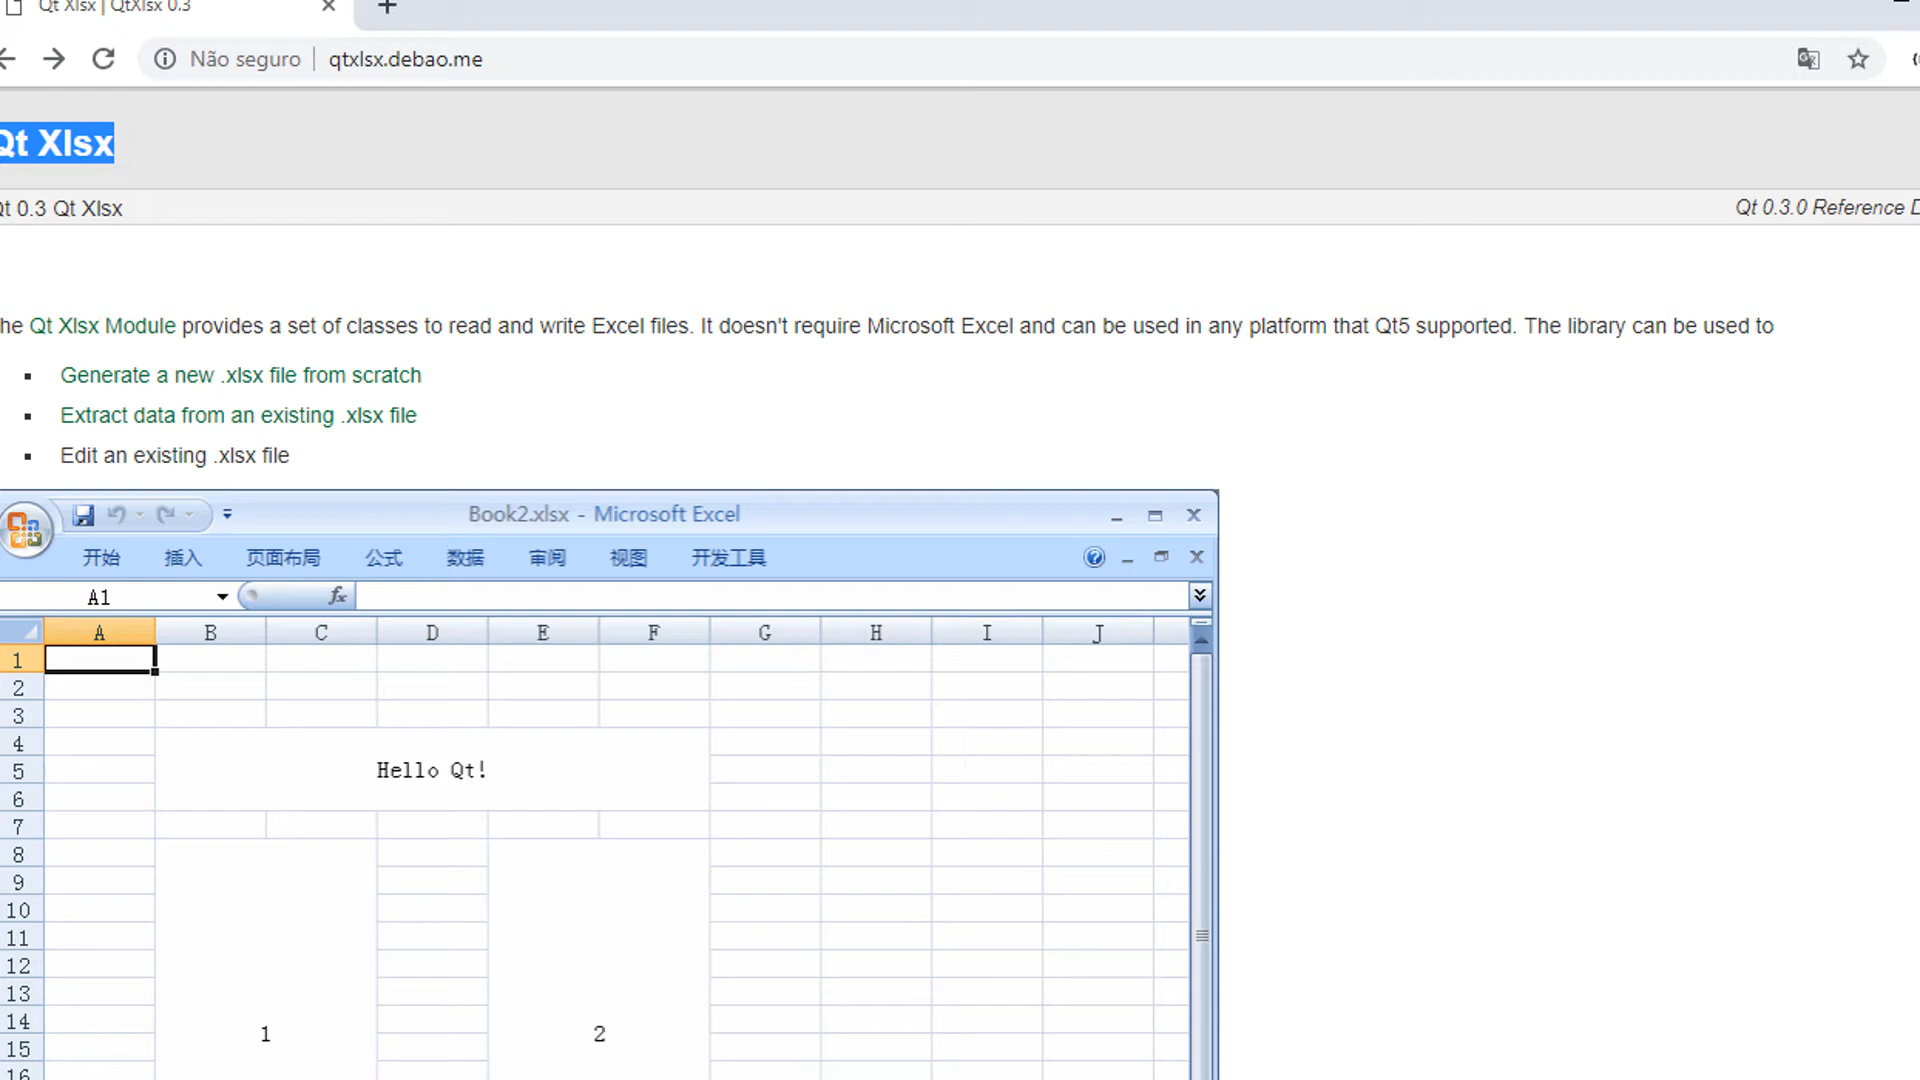 Qt Xlsx | QtXlsx 0.3
Não seguro
qtxlsx.debao.me
Qt Xlsx
Qt 0.3 Qt Xlsx
Qt 0.3.0 Reference
he Qt Xlsx Module provides a set of classes to read and write Excel files. It doesn't require Microsoft Excel and can be used in any platform that Qt5 supported. The library can be used to
Generate a new .xlsx file from scratch
Extract data from an existing .xlsx file
Edit an existing .xlsx file
Book2.xlsx - Microsoft Excel
开始 插入 页面布局 公式 数据 审阅 视图 开发工具
A1 fx
A B C D E F G H I J
1
2
3
4
5 Hello Qt!
6
7
8
9
10
11
12
13
14 1 2
15
16